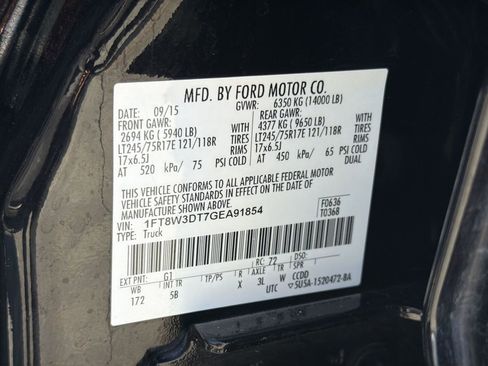 MFD. BY FORD MOTOR CO.
DATE: 09/15 GVWR: 6350 KG (14000 LB)
FRONT GAWR: REAR GAWR:
2694 KG ( 5940 LB) WITH 4377 KG ( 9650 LB) WITH
LT245/75R17E 121/118R TIRES LT245/75R17E 121/118R TIRES
17x6.5J RIMS 17x6.5J RIMS
AT 520 kPa/ 75 PSI COLD AT 450 kPa/ 65 PSI COLD
DUAL
THIS VEHICLE CONFORMS TO ALL APPLICABLE FEDERAL MOTOR
VEHICLE SAFETY STANDARDS IN EFFECT ON THE DATE OF
MANUFACTURE SHOWN ABOVE.
VIN: 1FT8W3DT7GEA91854 F0636
TYPE: Truck T0368
EXT PNT: G1 RC: 72 DSO:
WB INT TR TP/PS R AXLE TR SPR
172 5B X 3L W CCDD
UTC 5U5A-1520472-BA